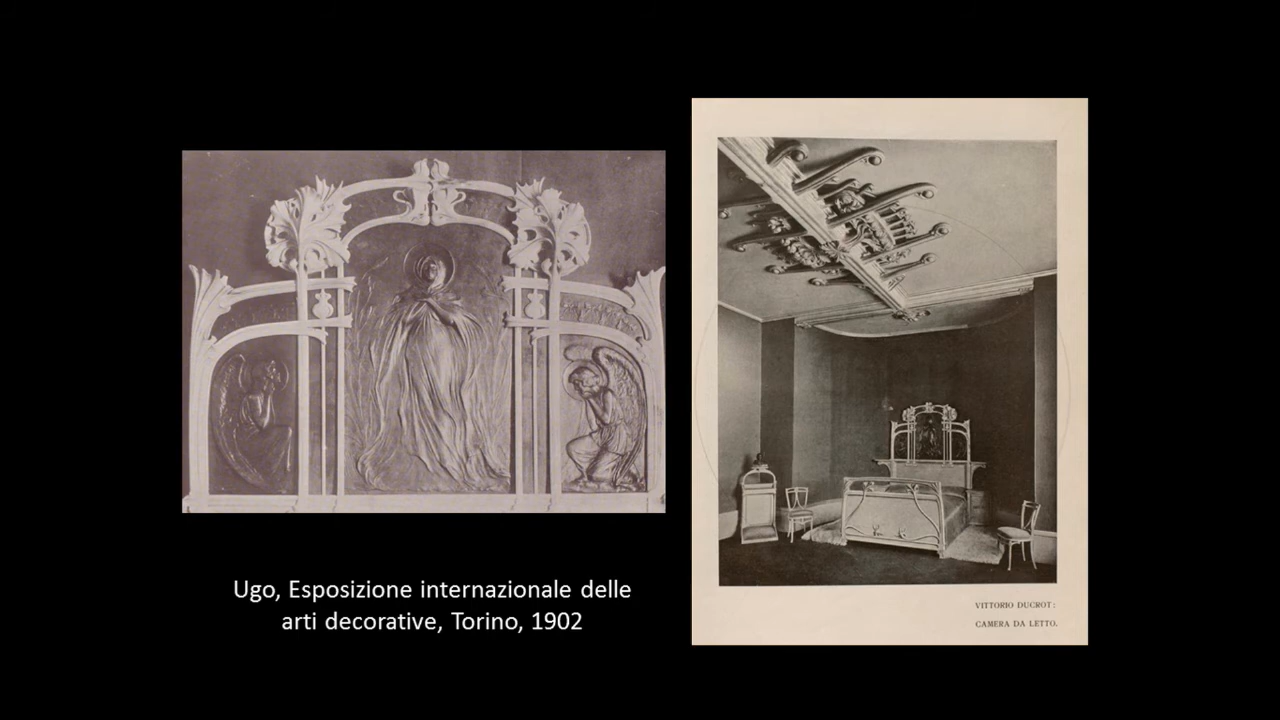 Ugo, Esposizione internazionale delle
arti decorative, Torino, 1902
VITTORIO DUCROT:
CAMERA DA LETTO.